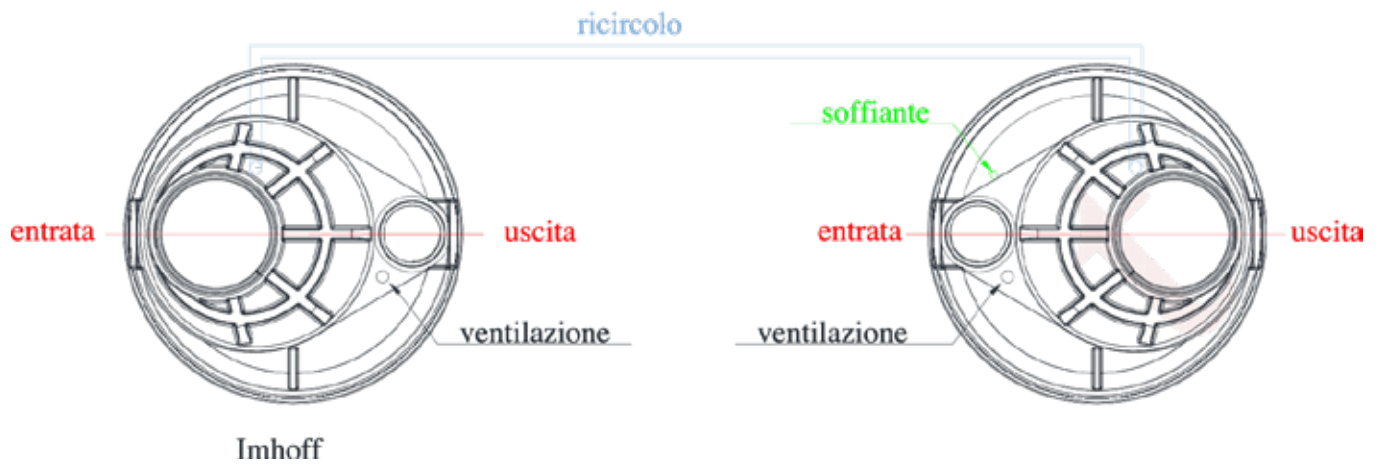 ricircolo
soffiante
entrata
uscita
entrata
uscita
ventilazione
ventilazione
Imhoff